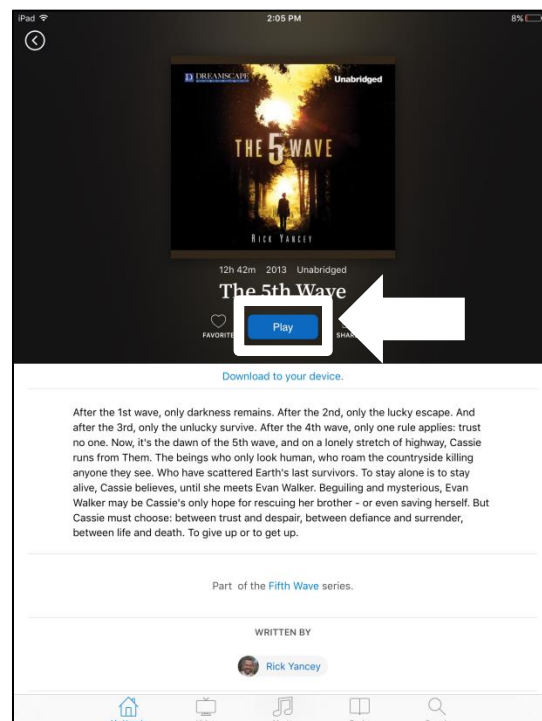 iPad 2:05 PM 8%
DREAMSCAPE Unabridged
THE 5 WAVE
RICK YANCEY
12h 42m 2013 Unabridged
The 5th Wave
Play
FAVORITE
Download to your device.
After the 1st wave, only darkness remains. After the 2nd, only the lucky escape. And
after the 3rd, only the unlucky survive. After the 4th wave, only one rule applies: trust
no one. Now, it's the dawn of the 5th wave, and on a lonely stretch of highway, Cassie
runs from Them. The beings who only look human, who roam the countryside killing
anyone they see. Who have scattered Earth's last survivors. To stay alone is to stay
alive, Cassie believes, until she meets Evan Walker. Beguiling and mysterious, Evan
Walker may be Cassie's only hope for rescuing her brother - or even saving herself. But
Cassie must choose: between trust and despair, between defiance and surrender,
between life and death. To give up or to get up.
Part of the Fifth Wave series.
WRITTEN BY
Rick Yancey